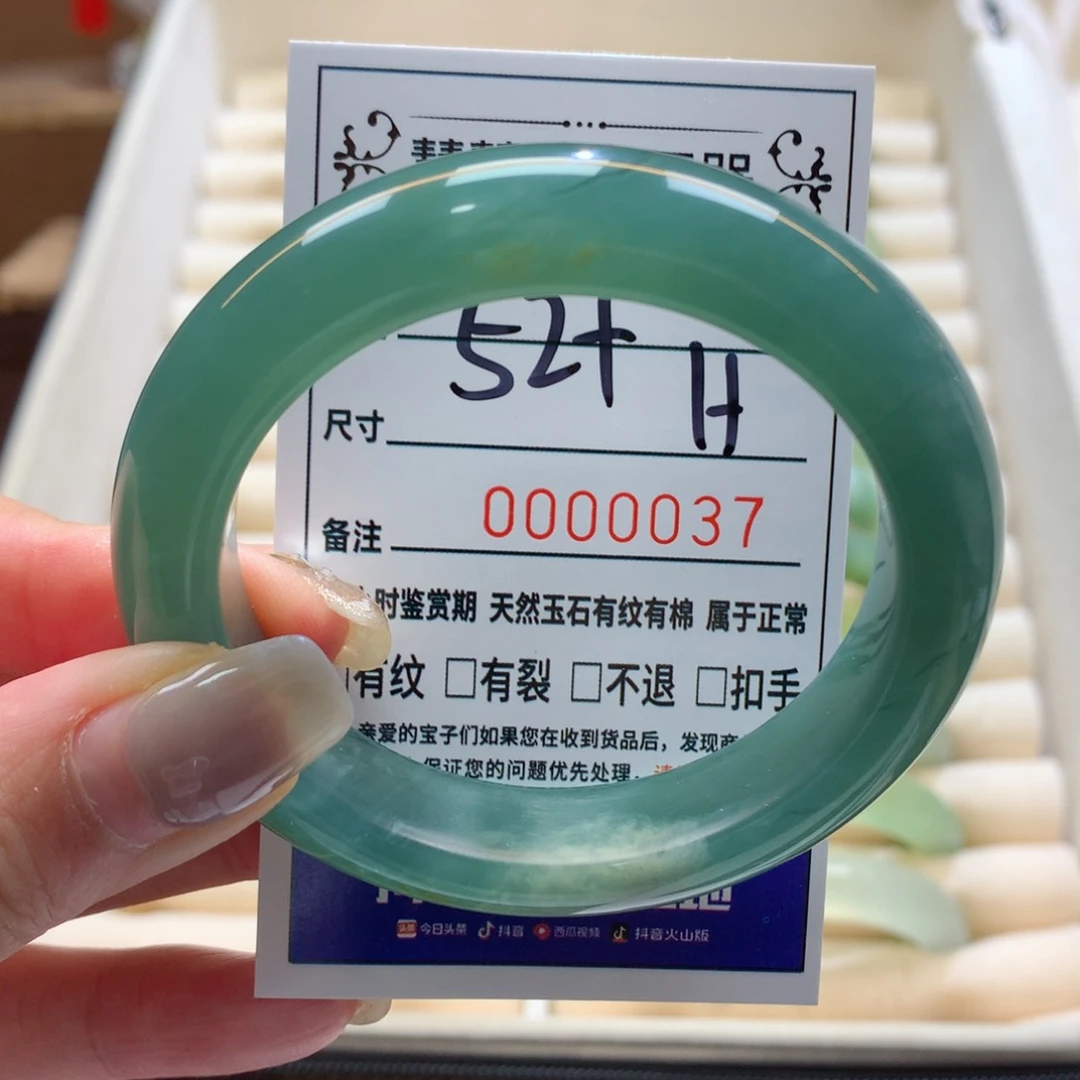 52+ H
尺寸
备注 0000037
时鉴赏期 天然玉石有纹有棉 属于正常
有纹 □有裂 □不退 □扣手
亲爱的宝子们如果您在收到货品后，发现
保证您的问题优先处理，
头条 今日头条 抖音 西瓜视频 抖音火山版